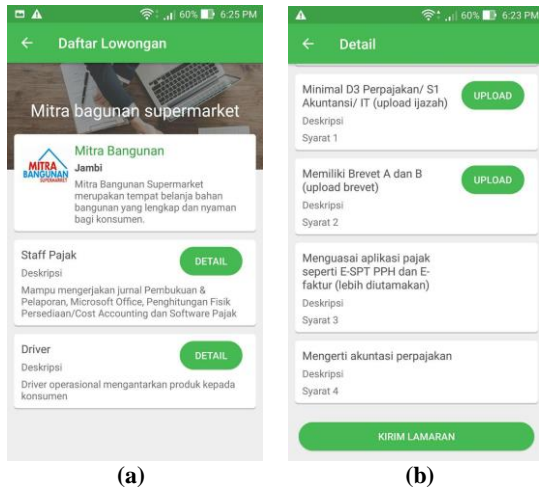 60% 6:25 PM
Daftar Lowongan
Mitra bagunan supermarket
MITRA
BANGUNAN
SUPERMARKET
Mitra Bangunan
Jambi
Mitra Bangunan Supermarket
merupakan tempat belanja bahan
bangunan yang lengkap dan nyaman
bagi konsumen.
Staff Pajak
DETAIL
Deskripsi
Mampu mengerjakan jurnal Pembukuan &
Pelaporan, Microsoft Office, Penghitungan Fisik
Persediaan/Cost Accounting dan Software Pajak
Driver
DETAIL
Deskripsi
Driver operasional mengantarkan produk kepada
konsumen
(a)
60% 6:23 PM
Detail
Minimal D3 Perpajakan/ S1
Akuntansi/ IT (upload ijazah)
UPLOAD
Deskripsi
Syarat 1
Memiliki Brevet A dan B
(upload brevet)
UPLOAD
Deskripsi
Syarat 2
Menguasai aplikasi pajak
seperti E-SPT PPH dan E-
faktur (lebih diutamakan)
Deskripsi
Syarat 3
Mengerti akuntasi perpajakan
Deskripsi
Syarat 4
KIRIM LAMARAN
(b)